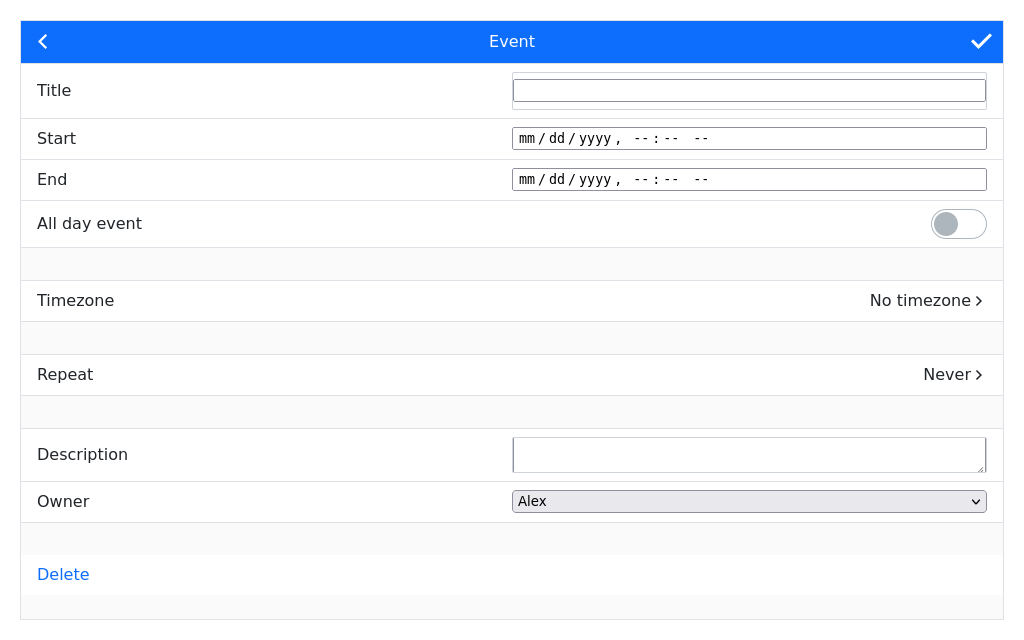 Event
Title
Start mm/dd/yyyy, --:-- --
End mm/dd/yyyy, --:-- --
All day event
Timezone No timezone
Repeat Never
Description
Owner Alex
Delete